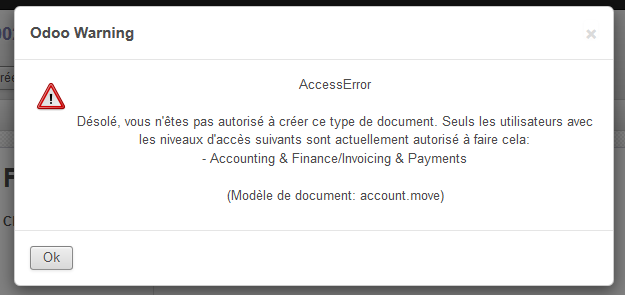 Odoo Warning
×
AccessError
Désolé, vous n'êtes pas autorisé à créer ce type de document. Seuls les utilisateurs avec
les niveaux d'accès suivants sont actuellement autorisé à faire cela:
- Accounting & Finance/Invoicing & Payments
(Modèle de document: account.move)
Ok